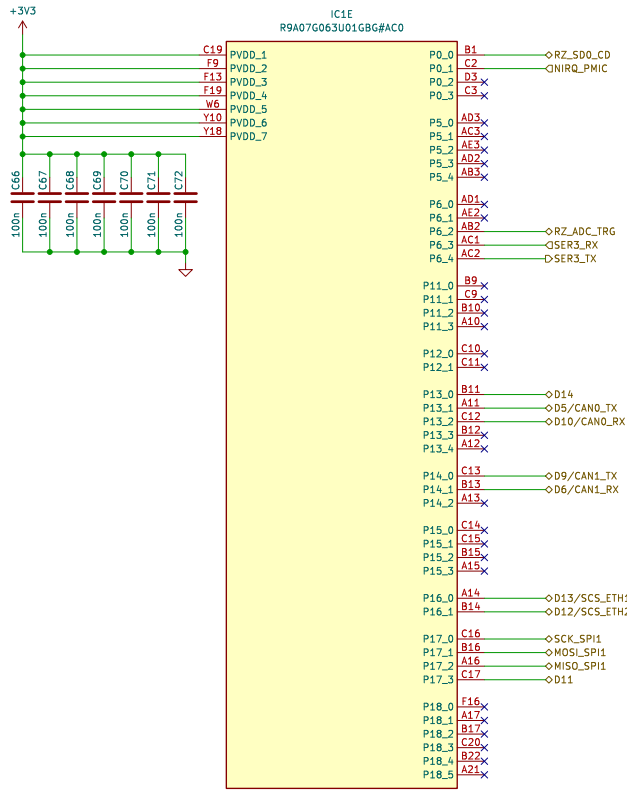 +3V3
IC1E
R9A07G063U01GBG#AC0
C19 PVDD_1
F9 PVDD_2
F13 PVDD_3
F19 PVDD_4
W6 PVDD_5
Y10 PVDD_6
Y18 PVDD_7
C66 100n
C67 100n
C68 100n
C69 100n
C70 100n
C71 100n
C72 100n
P0_0 B1 RZ_SD0_CD
P0_1 C2 NIRQ_PMIC
P0_2 D3
P0_3 C3
P5_0 AD3
P5_1 AC3
P5_2 AE3
P5_3 AD2
P5_4 AB3
P6_0 AD1
P6_1 AE2
P6_2 AB2 RZ_ADC_TRG
P6_3 AC1 SER3_RX
P6_4 AC2 SER3_TX
P11_0 B9
P11_1 C9
P11_2 B10
P11_3 A10
P12_0 C10
P12_1 C11
P13_0 B11 D14
P13_1 A11 D5/CAN0_TX
P13_2 C12 D10/CAN0_RX
P13_3 B12
P13_4 A12
P14_0 C13 D9/CAN1_TX
P14_1 B13 D6/CAN1_RX
P14_2 A13
P15_0 C14
P15_1 C15
P15_2 B15
P15_3 A15
P16_0 A14 D13/SCS_ETH1
P16_1 B14 D12/SCS_ETH2
P17_0 C16 SCK_SPI1
P17_1 B16 MOSI_SPI1
P17_2 A16 MISO_SPI1
P17_3 C17 D11
P18_0 F16
P18_1 A17
P18_2 B17
P18_3 C20
P18_4 B22
P18_5 A21